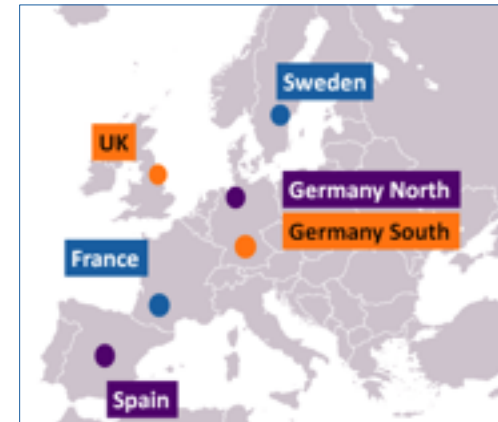 Sweden
UK
Germany North
Germany South
France
Spain